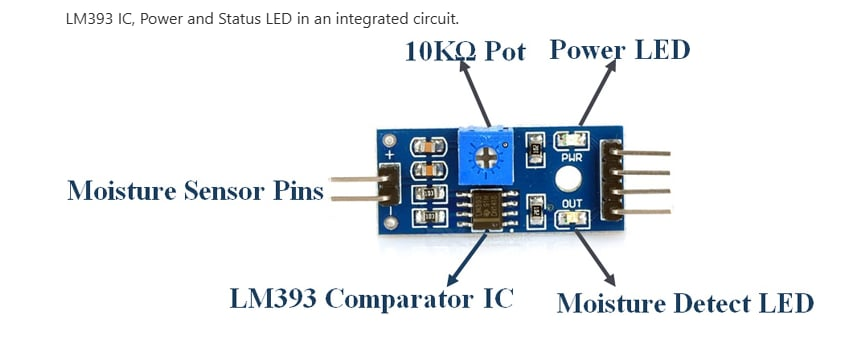 LM393 IC, Power and Status LED in an integrated circuit.
10KΩ Pot Power LED
+
PWR
Moisture Sensor Pins
OUT
-
LM393 Comparator IC
Moisture Detect LED